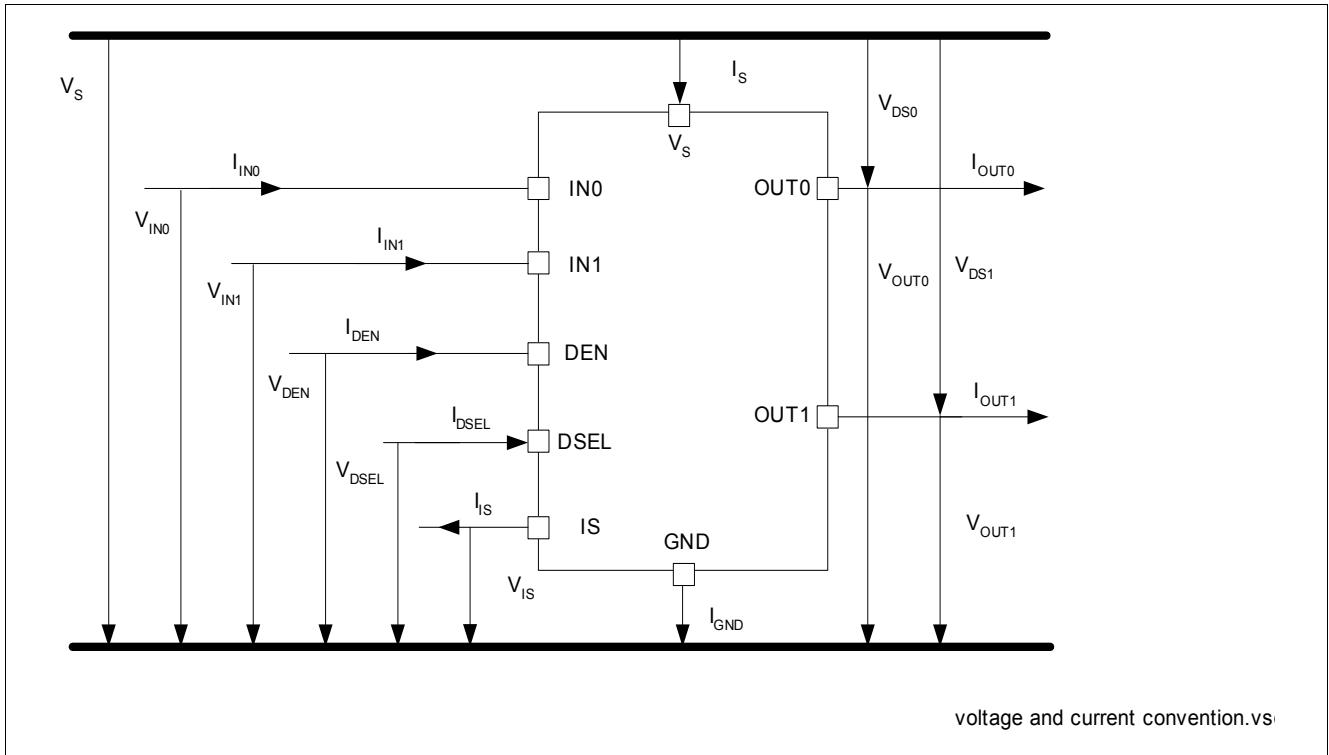 I_S
V_S
V_DS0
V_S
I_IN0
IN0
OUT0
I_OUT0
V_IN0
I_IN1
IN1
V_IN1
V_OUT0
V_DS1
I_DEN
DEN
V_DEN
I_DSEL
OUT1
I_OUT1
DSEL
V_DSEL
I_IS
IS
GND
V_OUT1
V_IS
I_GND
voltage and current convention.vs